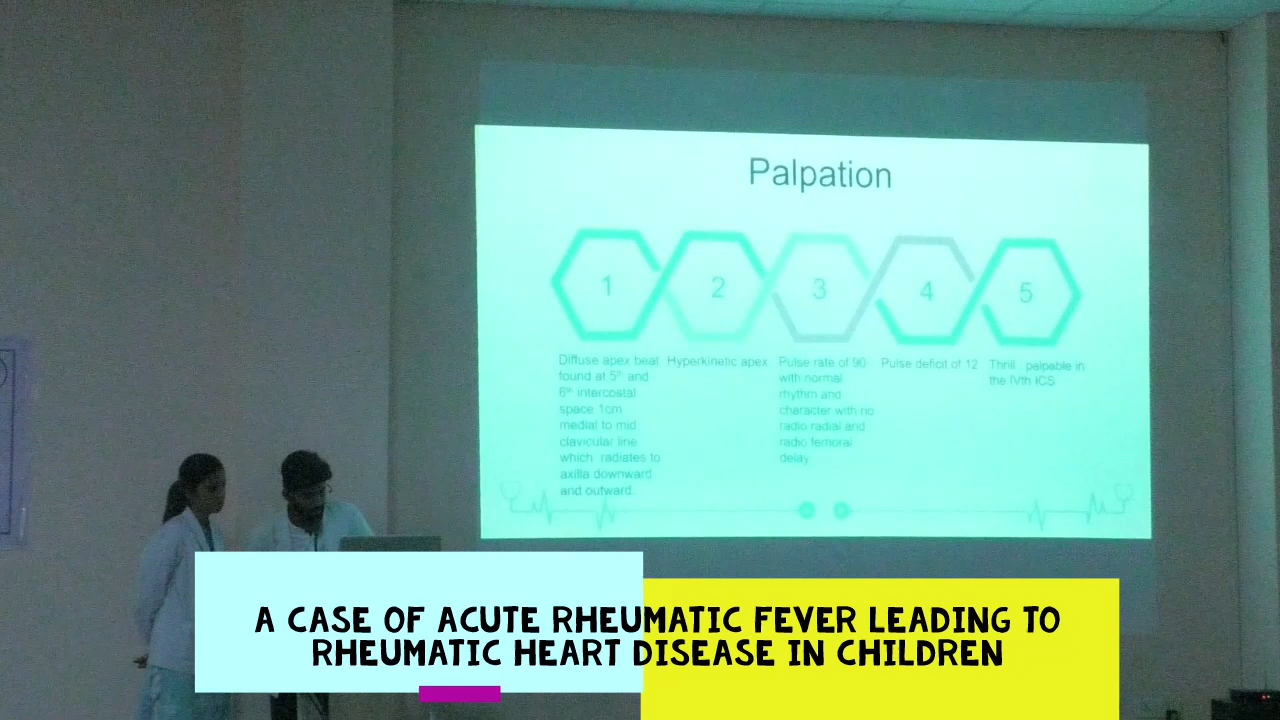 Palpation
1
2
3
4
5
Diffuse apex beat
found at 5th and
6th intercostal
space 1cm
medial to mid
clavicular line
which radiates to
axilla downward
and outward.
Hyperkinetic apex
Pulse rate of 90
with normal
rhythm and
character with no
radio radial and
radio femoral
delay
Pulse deficit of 12
Thrill palpable in
the IVth ICS
A CASE OF ACUTE RHEUMATIC FEVER LEADING TO
RHEUMATIC HEART DISEASE IN CHILDREN